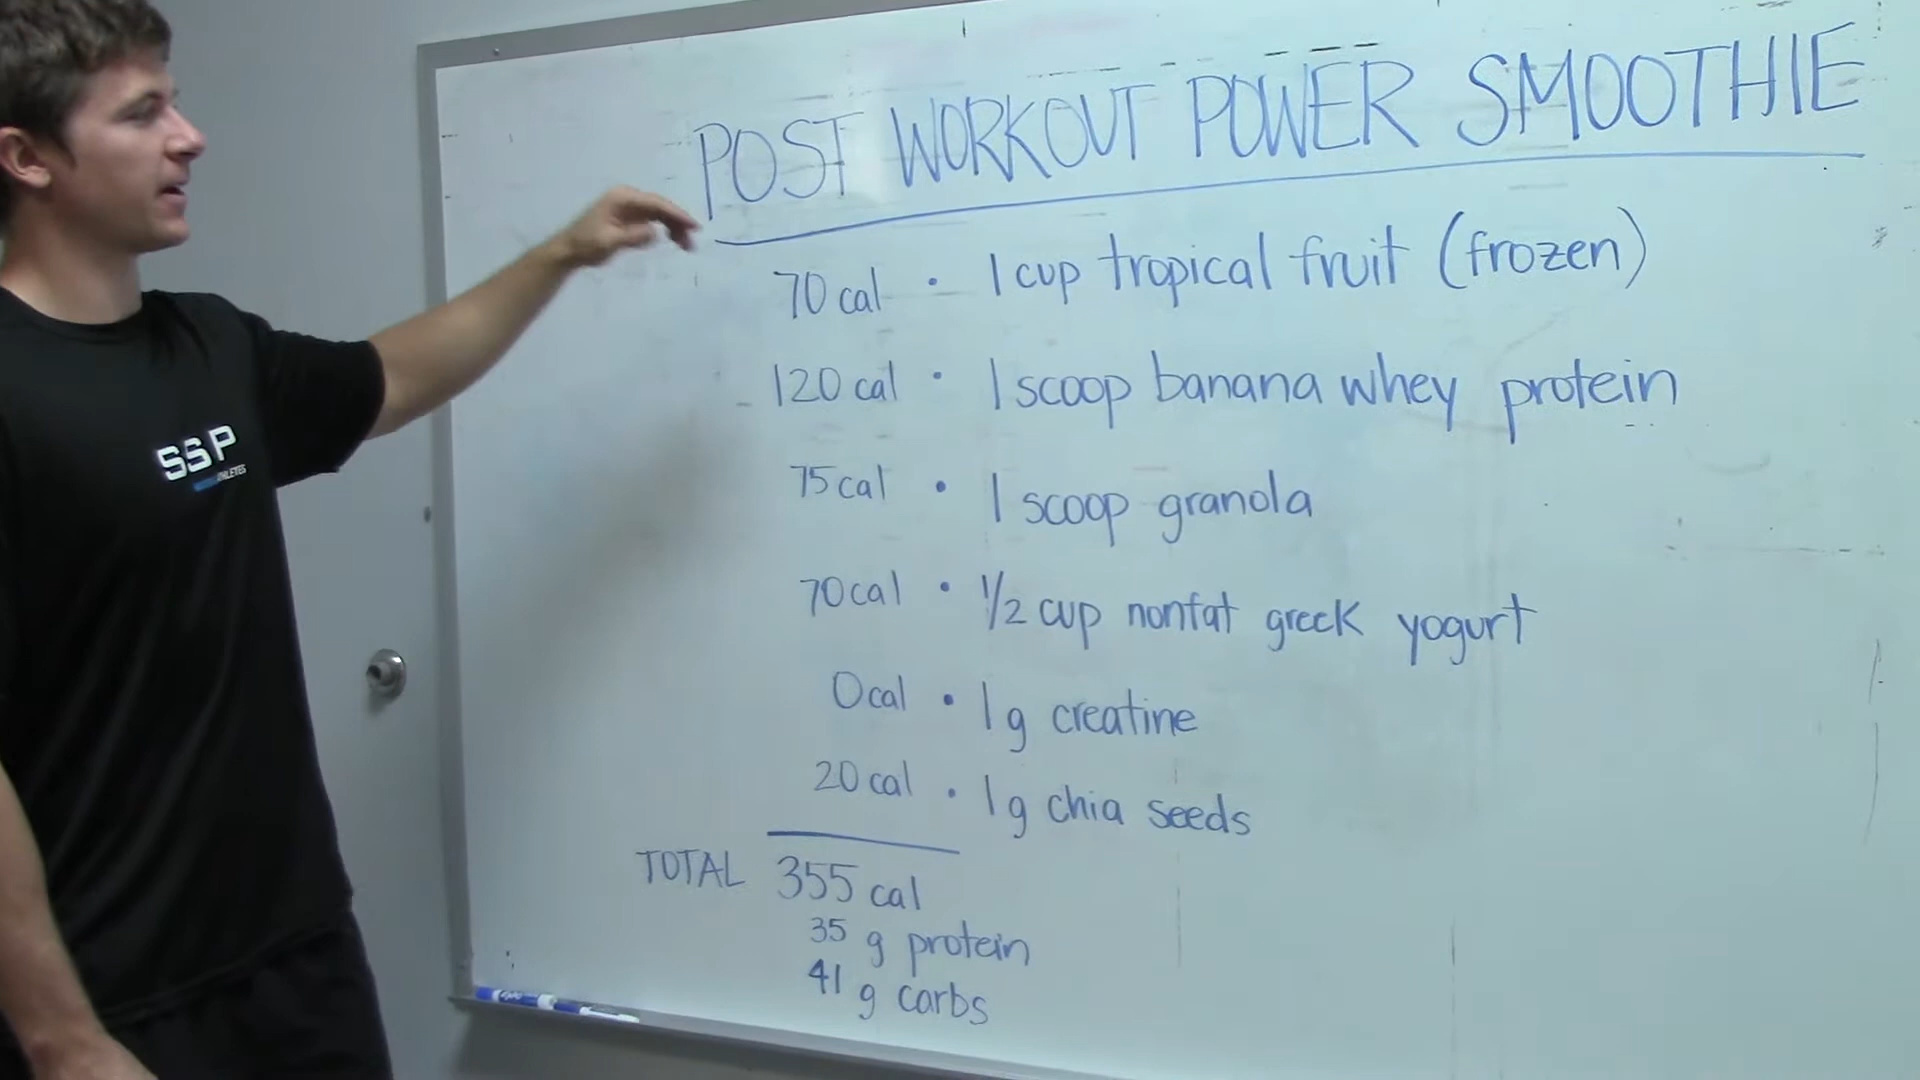 POST WORKOUT POWER SMOOTHIE
70 cal • 1 cup tropical fruit (frozen)
120 cal • 1 scoop banana whey protein
75 cal • 1 scoop granola
70 cal • 1/2 cup nonfat greek yogurt
0 cal • 1 g creatine
20 cal • 1 g chia seeds
TOTAL 355 cal
35 g protein
41 g carbs
SSP